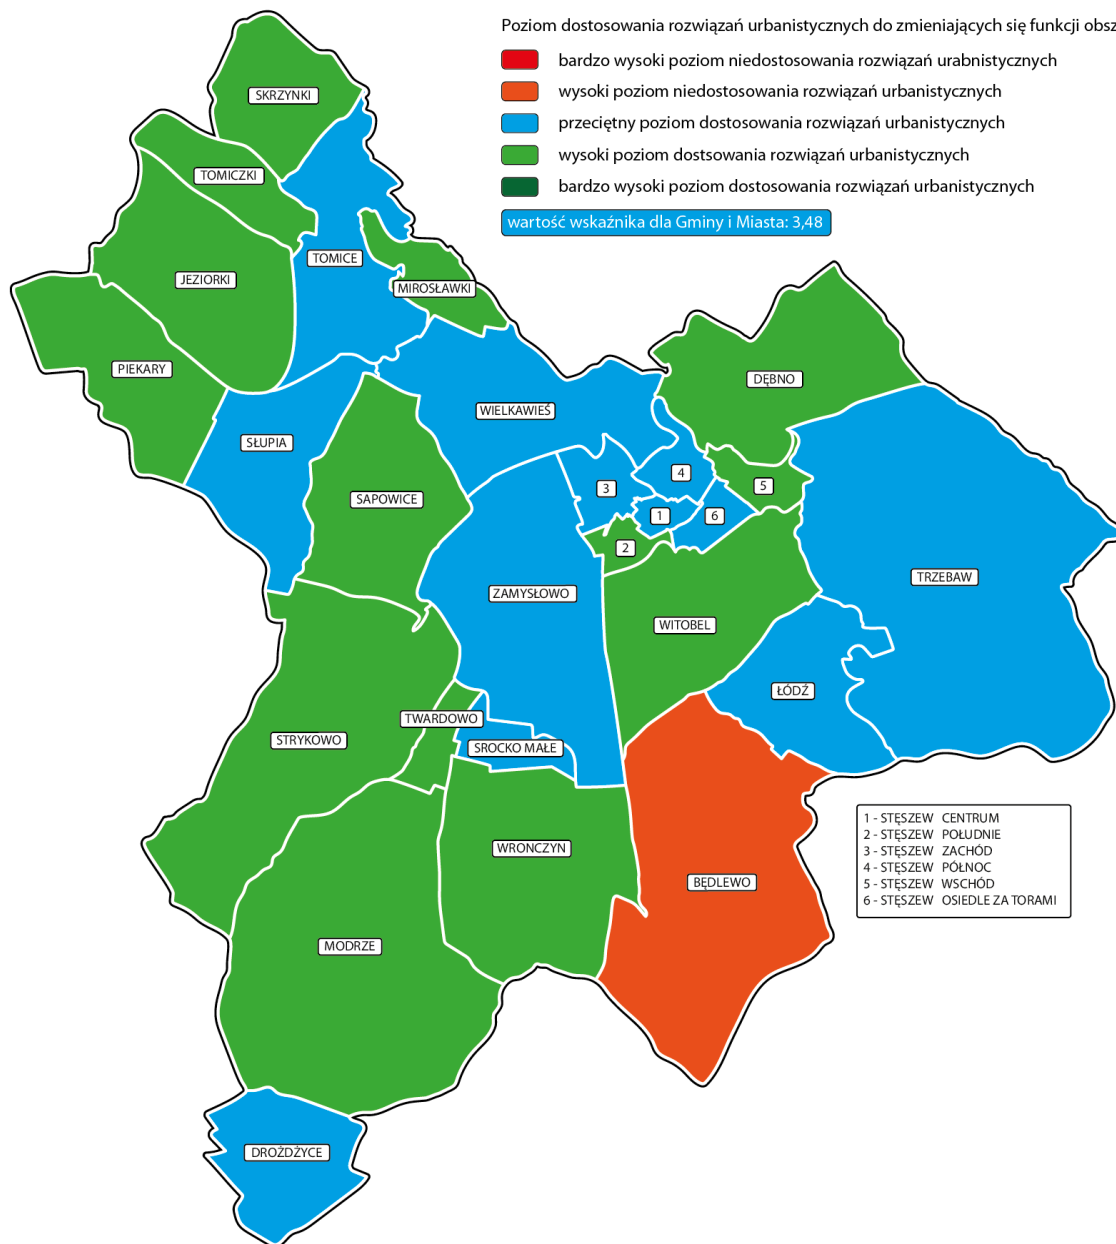 Poziom dostosowania rozwiązań urbanistycznych do zmieniających się funkcji obsz
bardzo wysoki poziom niedostosowania rozwiązań urabnistycznych
wysoki poziom niedostosowania rozwiązań urbanistycznych
przeciętny poziom dostosowania rozwiązań urbanistycznych
wysoki poziom dostsowania rozwiązań urbanistycznych
bardzo wysoki poziom dostosowania rozwiązań urbanistycznych
wartość wskaźnika dla Gminy i Miasta: 3,48
SKRZYNKI
TOMICZKI
TOMICE
JEZIORKI
MIROSŁAWKI
PIEKARY
DĘBNO
WIELKAWIEŚ
SŁUPIA
4
3
5
SAPOWICE
1
6
2
TRZEBAW
ZAMYSŁOWO
WITOBEL
ŁÓDŹ
TWARDOWO
STRYKOWO
SROCKO MAŁE
WRONCZYN
BĘDLEWO
MODRZE
DROŻDŻYCE
1 - STĘSZEW CENTRUM
2 - STĘSZEW POŁUDNIE
3 - STĘSZEW ZACHÓD
4 - STĘSZEW PÓŁNOC
5 - STĘSZEW WSCHÓD
6 - STĘSZEW OSIEDLE ZA TORAMI